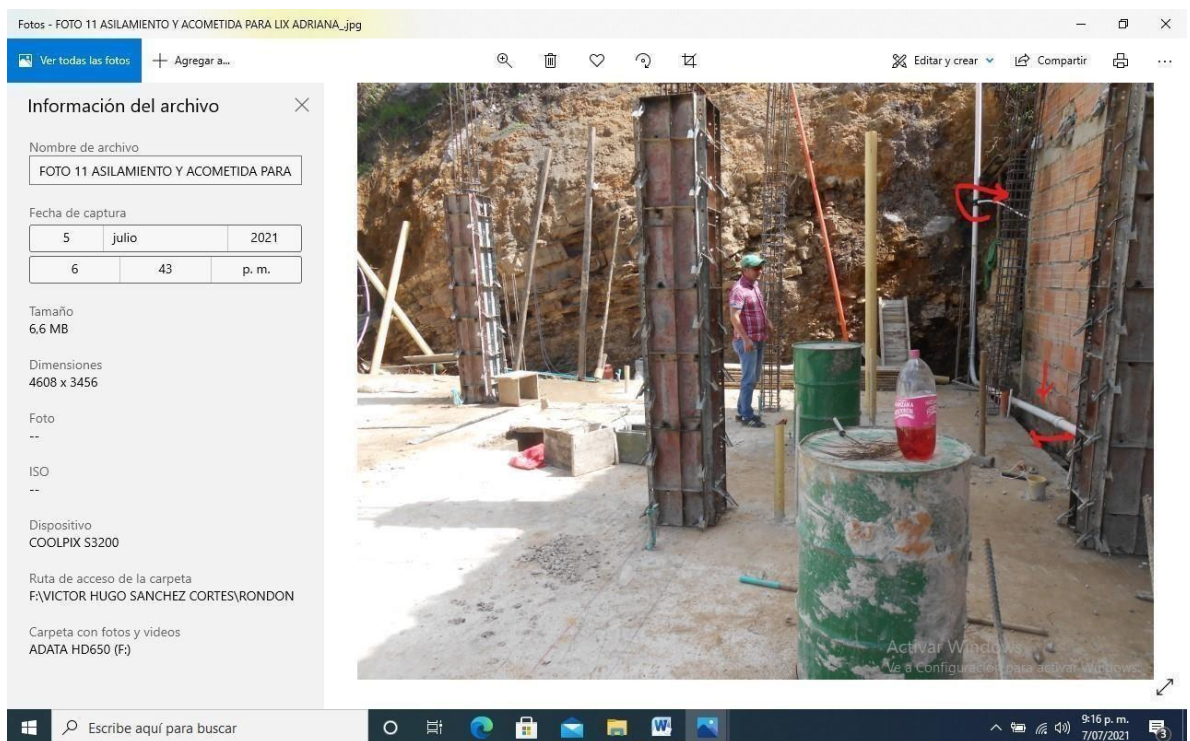 Fotos - FOTO 11 ASILAMIENTO Y ACOMETIDA PARA LIX ADRIANA_.jpg
Ver todas las fotos
Agregar a...
Editar y crear
Compartir
Información del archivo
Nombre de archivo
FOTO 11 ASILAMIENTO Y ACOMETIDA PARA
Fecha de captura
5 julio 2021
6 43 p. m.
Tamaño
6,6 MB
Dimensiones
4608 x 3456
Foto
--
ISO
--
Dispositivo
COOLPIX S3200
Ruta de acceso de la carpeta
F:\VICTOR HUGO SANCHEZ CORTES\RONDON
Carpeta con fotos y videos
ADATA HD650 (F:)
Activar Windows
Ve a Configuración para activar Windows.
Escribe aquí para buscar
9:16 p. m.
7/07/2021
3